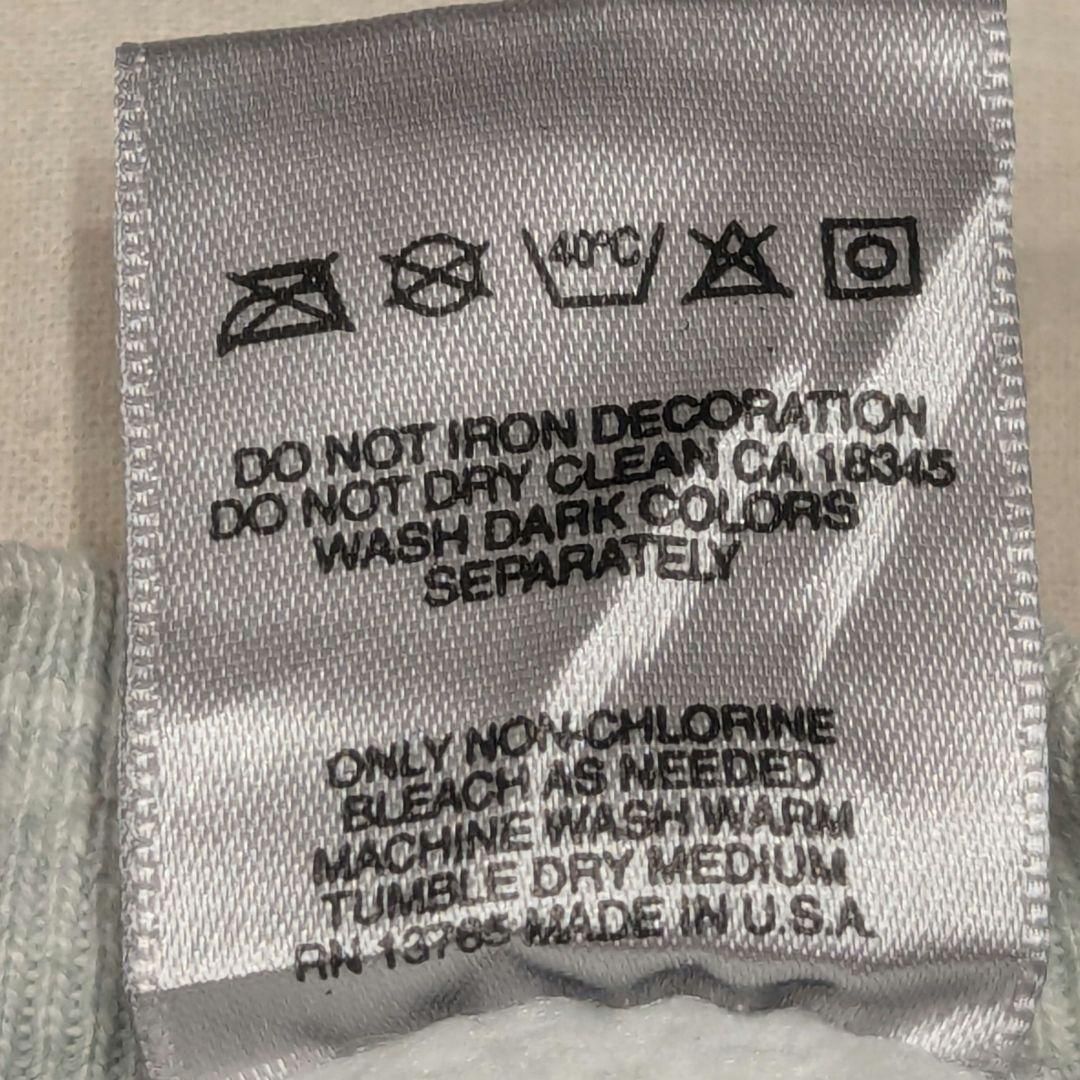 40°C
DO NOT IRON DECORATION
DO NOT DRY CLEAN CA 18345
WASH DARK COLORS
SEPARATELY
ONLY NON-CHLORINE
BLEACH AS NEEDED
MACHINE WASH WARM
TUMBLE DRY MEDIUM
RN 13765 MADE IN U.S.A.